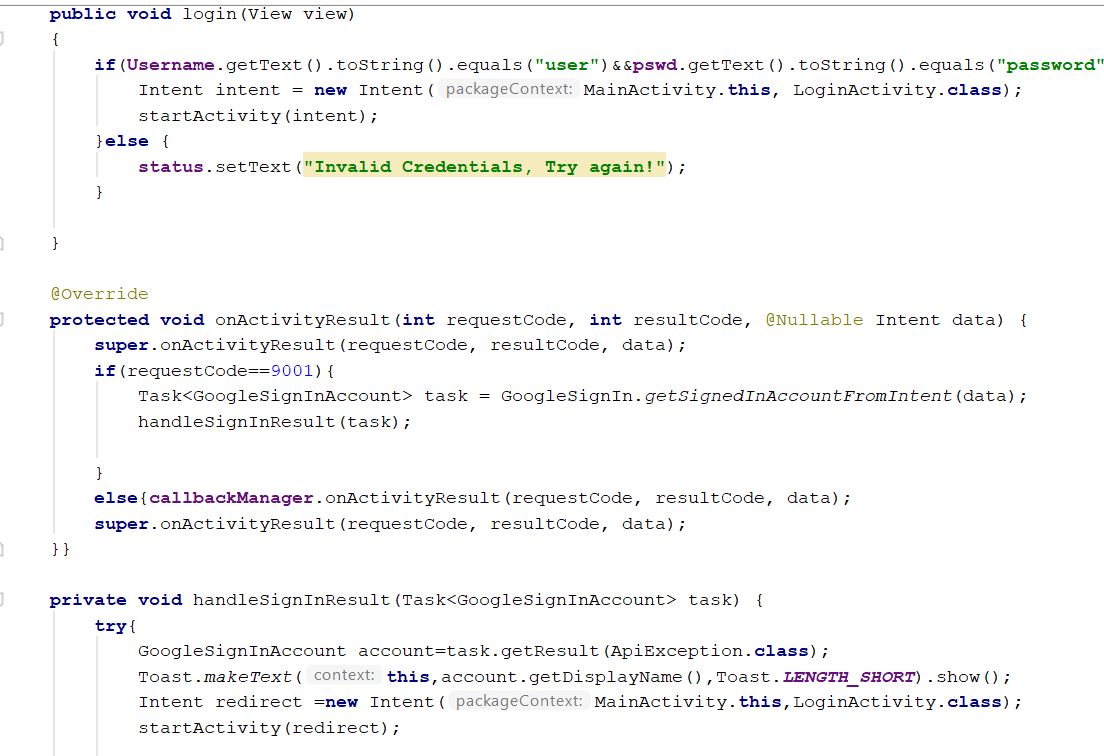 public void login(View view)
{
if(Username.getText().toString().equals("user")&&pswd.getText().toString().equals("password"
Intent intent = new Intent( packageContext: MainActivity.this, LoginActivity.class);
startActivity(intent);
}else {
status.setText("Invalid Credentials, Try again!");
}
}
@Override
protected void onActivityResult(int requestCode, int resultCode, @Nullable Intent data) {
super.onActivityResult(requestCode, resultCode, data);
if(requestCode==9001){
Task<GoogleSignInAccount> task = GoogleSignIn.getSignedInAccountFromIntent(data);
handleSignInResult(task);
}
else{callbackManager.onActivityResult(requestCode, resultCode, data);
super.onActivityResult(requestCode, resultCode, data);
}}
private void handleSignInResult(Task<GoogleSignInAccount> task) {
try{
GoogleSignInAccount account=task.getResult(ApiException.class);
Toast.makeText( context: this,account.getDisplayName(),Toast.LENGTH_SHORT).show();
Intent redirect =new Intent( packageContext: MainActivity.this,LoginActivity.class);
startActivity(redirect);